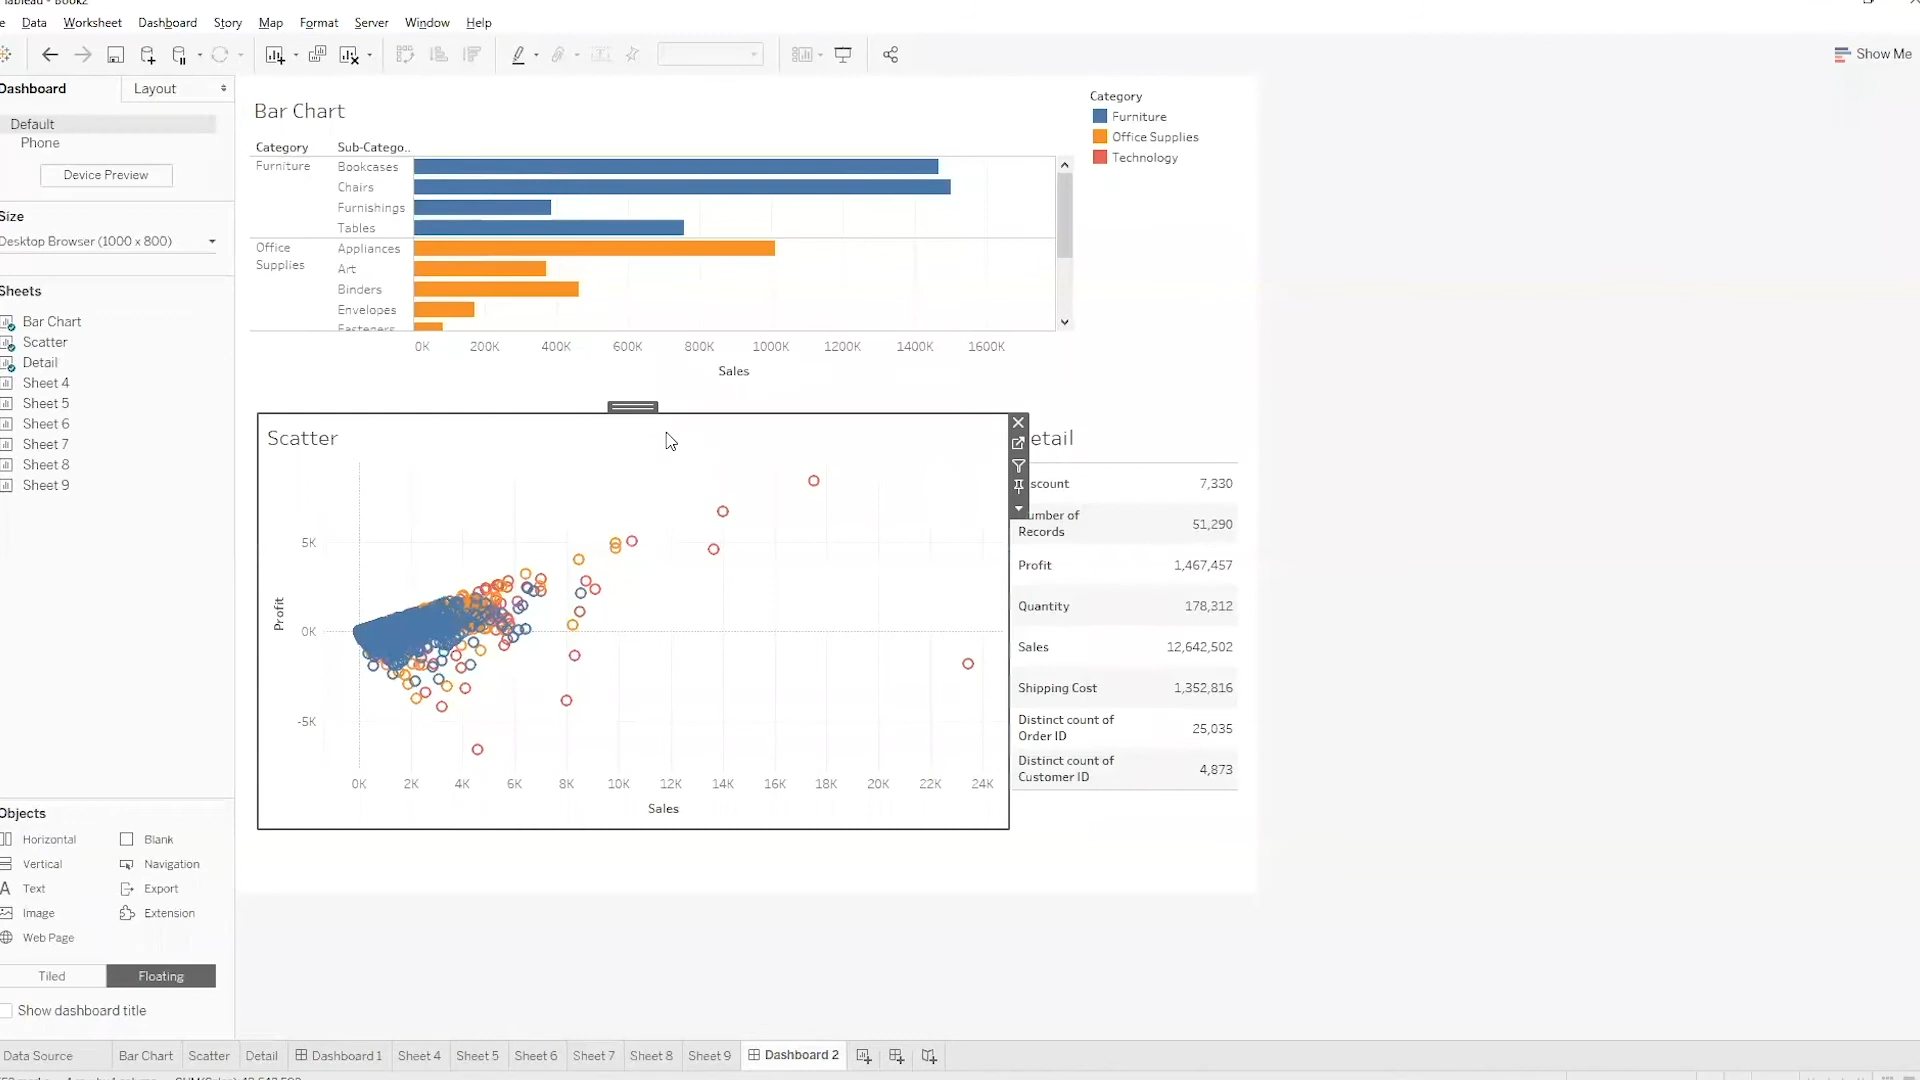 Tableau - Book2
Data Worksheet Dashboard Story Map Format Server Window Help
Show Me
Dashboard Layout
Default
Phone
Device Preview
Size
Desktop Browser (1000 x 800)
Sheets
Bar Chart
Scatter
Detail
Sheet 4
Sheet 5
Sheet 6
Sheet 7
Sheet 8
Sheet 9
Objects
Horizontal Blank
Vertical Navigation
A Text Export
Image Extension
Web Page
Tiled Floating
Show dashboard title
Bar Chart
Category Sub-Catego..
Furniture Bookcases
Chairs
Furnishings
Tables
Office Supplies Appliances
Art
Binders
Envelopes
Fasteners
0K 200K 400K 600K 800K 1000K 1200K 1400K 1600K
Sales
Category
Furniture
Office Supplies
Technology
Scatter
Profit
5K
0K
-5K
0K 2K 4K 6K 8K 10K 12K 14K 16K 18K 20K 22K 24K
Sales
etail
scount 7,330
umber of
Records 51,290
Profit 1,467,457
Quantity 178,312
Sales 12,642,502
Shipping Cost 1,352,816
Distinct count of
Order ID 25,035
Distinct count of
Customer ID 4,873
Data Source Bar Chart Scatter Detail Dashboard 1 Sheet 4 Sheet 5 Sheet 6 Sheet 7 Sheet 8 Sheet 9 Dashboard 2